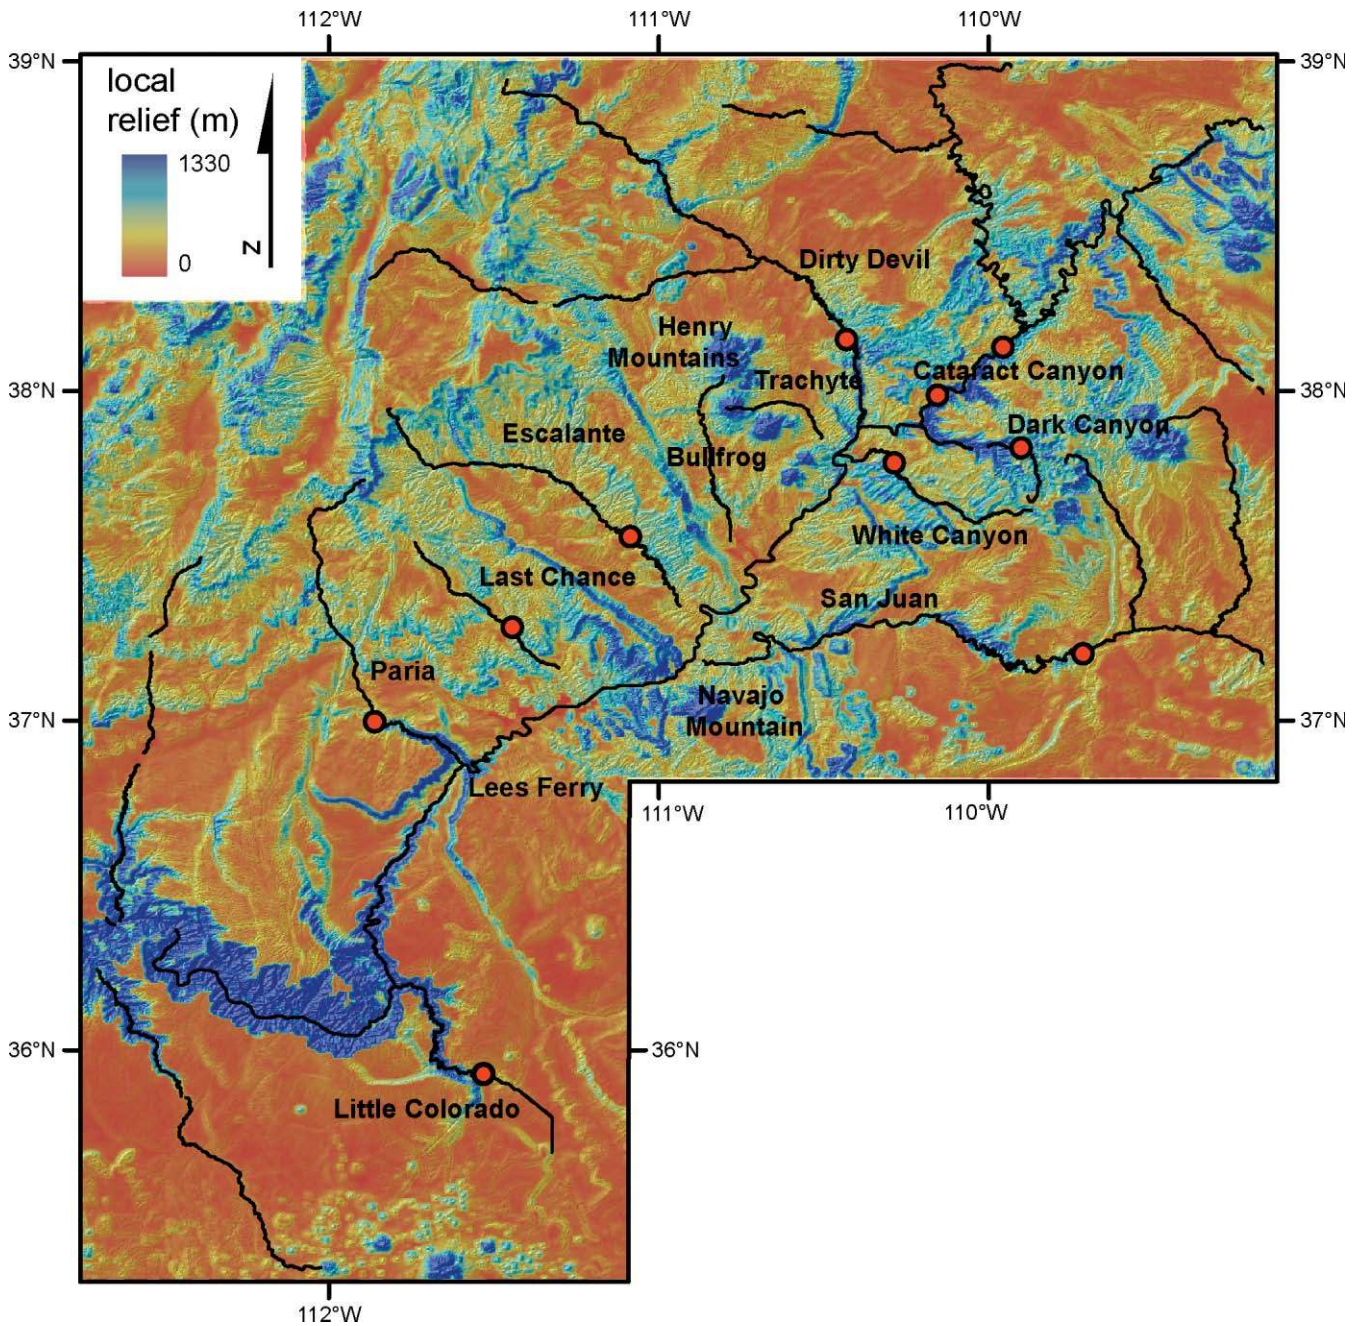 112°W 111°W 110°W
39°N 39°N
local
relief (m)
1330
0
N
Dirty Devil
Henry
Mountains
Trachyte
Cataract Canyon
38°N 38°N
Dark Canyon
Escalante
Bullfrog
White Canyon
Last Chance
San Juan
Paria
Navajo
Mountain
37°N 37°N
Lees Ferry
111°W 110°W
36°N 36°N
Little Colorado
112°W